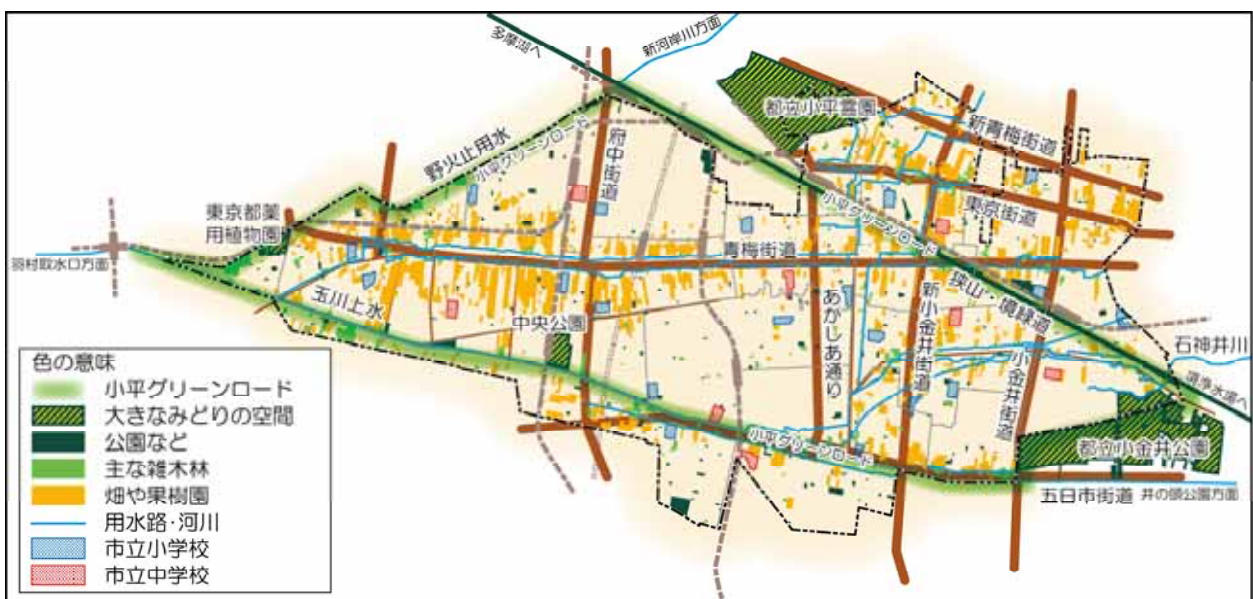 多摩湖へ
新河岸川方面
都立小平霊園
新青梅街道
野火止用水
小平グリーンロード
府中街道
東京街道
東京都薬
用植物園
小平グリーンロード
青梅街道
羽村取水口方面
玉川上水
中央公園
あかしあ通り
新小金井街道
狭山・境緑道
小金井街道
石神井川
境浄水場へ
小平グリーンロード
都立小金井公園
五日市街道
井の頭公園方面
色の意味
小平グリーンロード
大きなみどりの空間
公園など
主な雑木林
畑や果樹園
用水路・河川
市立小学校
市立中学校